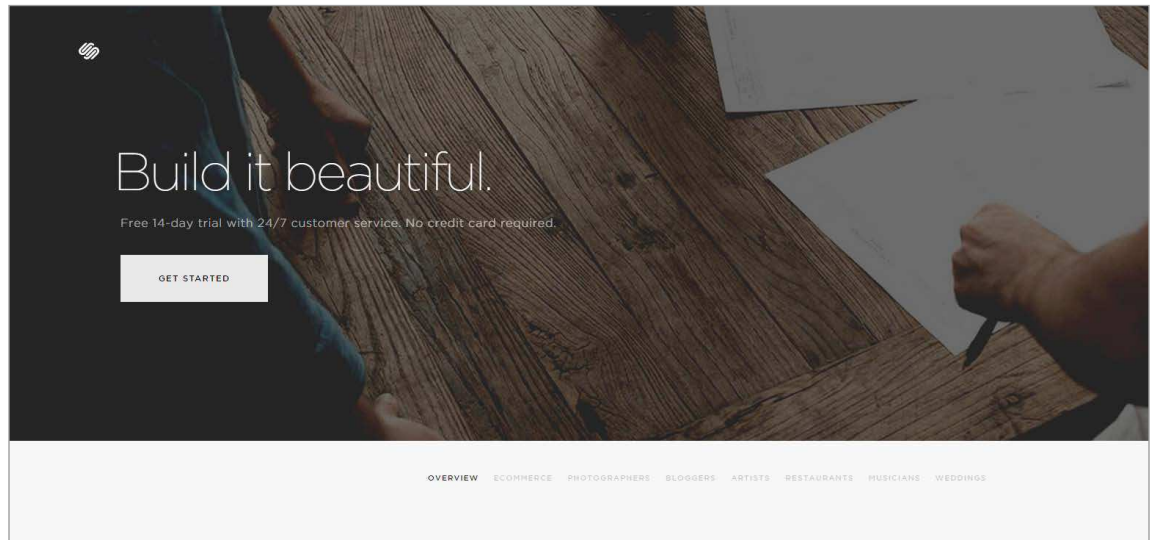 Build it beautiful.
Free 14-day trial with 24/7 customer service. No credit card required.
GET STARTED
OVERVIEW ECOMMERCE PHOTOGRAPHERS BLOGGERS ARTISTS RESTAURANTS MUSICIANS WEDDINGS